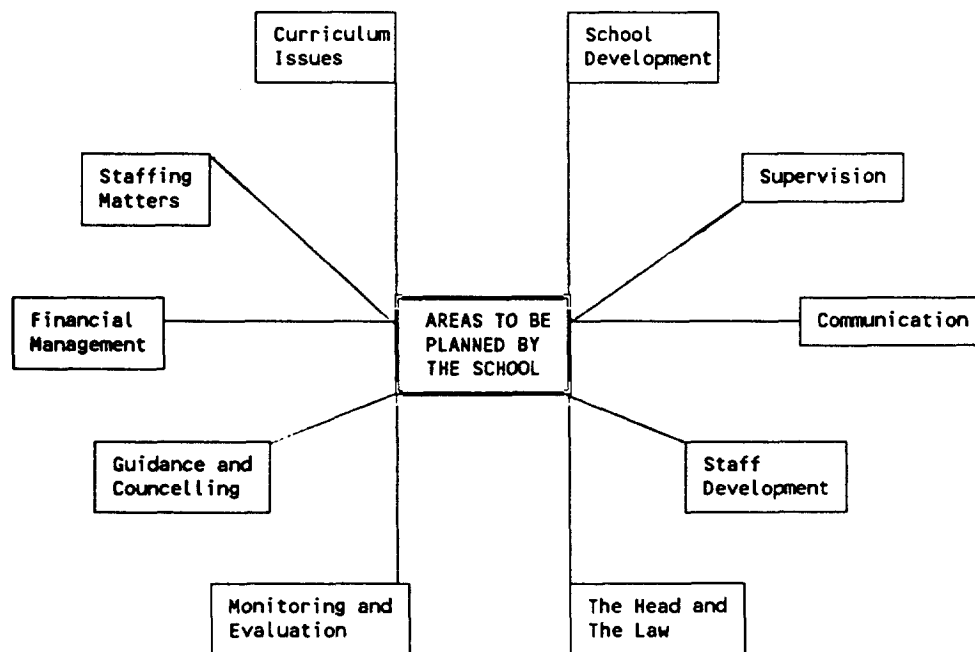 Curriculum
Issues
School
Development
Staffing
Matters
Supervision
Financial
Management
AREAS TO BE
PLANNED BY
THE SCHOOL
Communication
Guidance and
Councelling
Staff
Development
Monitoring and
Evaluation
The Head and
The Law